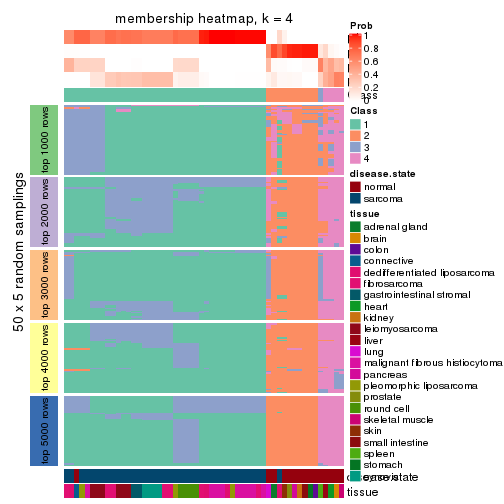 membership heatmap, k = 4
50 x 5 random samplings
top 1000 rows
top 2000 rows
top 3000 rows
top 4000 rows
top 5000 rows
Prob
1
0.8
0.6
0.4
0.2
0
Class
1
2
3
4
disease.state
normal
sarcoma
tissue
adrenal gland
brain
colon
connective
dedifferentiated liposarcoma
fibrosarcoma
gastrointestinal stromal
heart
kidney
leiomyosarcoma
liver
lung
malignant fibrous histiocytoma
pancreas
pleomorphic liposarcoma
prostate
round cell
skeletal muscle
skin
small intestine
spleen
stomach
tissue